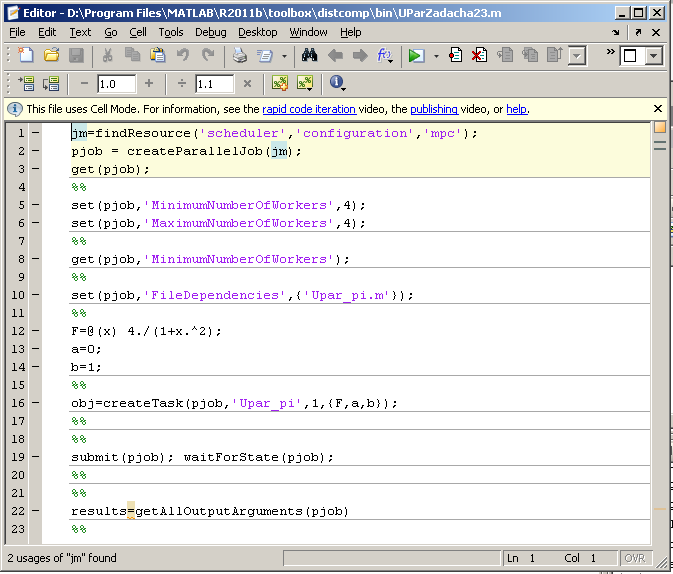 Editor - D:\Program Files\MATLAB\R2011b\toolbox\distcomp\bin\UParZadacha23.m
File Edit Text Go Cell Tools Debug Desktop Window Help
1.0 1.1
This file uses Cell Mode. For information, see the rapid code iteration video, the publishing video, or help.
1 jm=findResource('scheduler','configuration','mpc');
2 pjob = createParallelJob(jm);
3 get(pjob);
4 %%
5 set(pjob,'MinimumNumberOfWorkers',4);
6 set(pjob,'MaximumNumberOfWorkers',4);
7 %%
8 get(pjob,'MinimumNumberOfWorkers');
9 %%
10 set(pjob,'FileDependencies',{'Upar_pi.m'});
11 %%
12 F=@(x) 4./(1+x.^2);
13 a=0;
14 b=1;
15 %%
16 obj=createTask(pjob,'Upar_pi',1,{F,a,b});
17 %%
18 %%
19 submit(pjob); waitForState(pjob);
20 %%
21 %%
22 results=getAllOutputArguments(pjob)
23 %%
2 usages of "jm" found Ln 1 Col 1 OVR